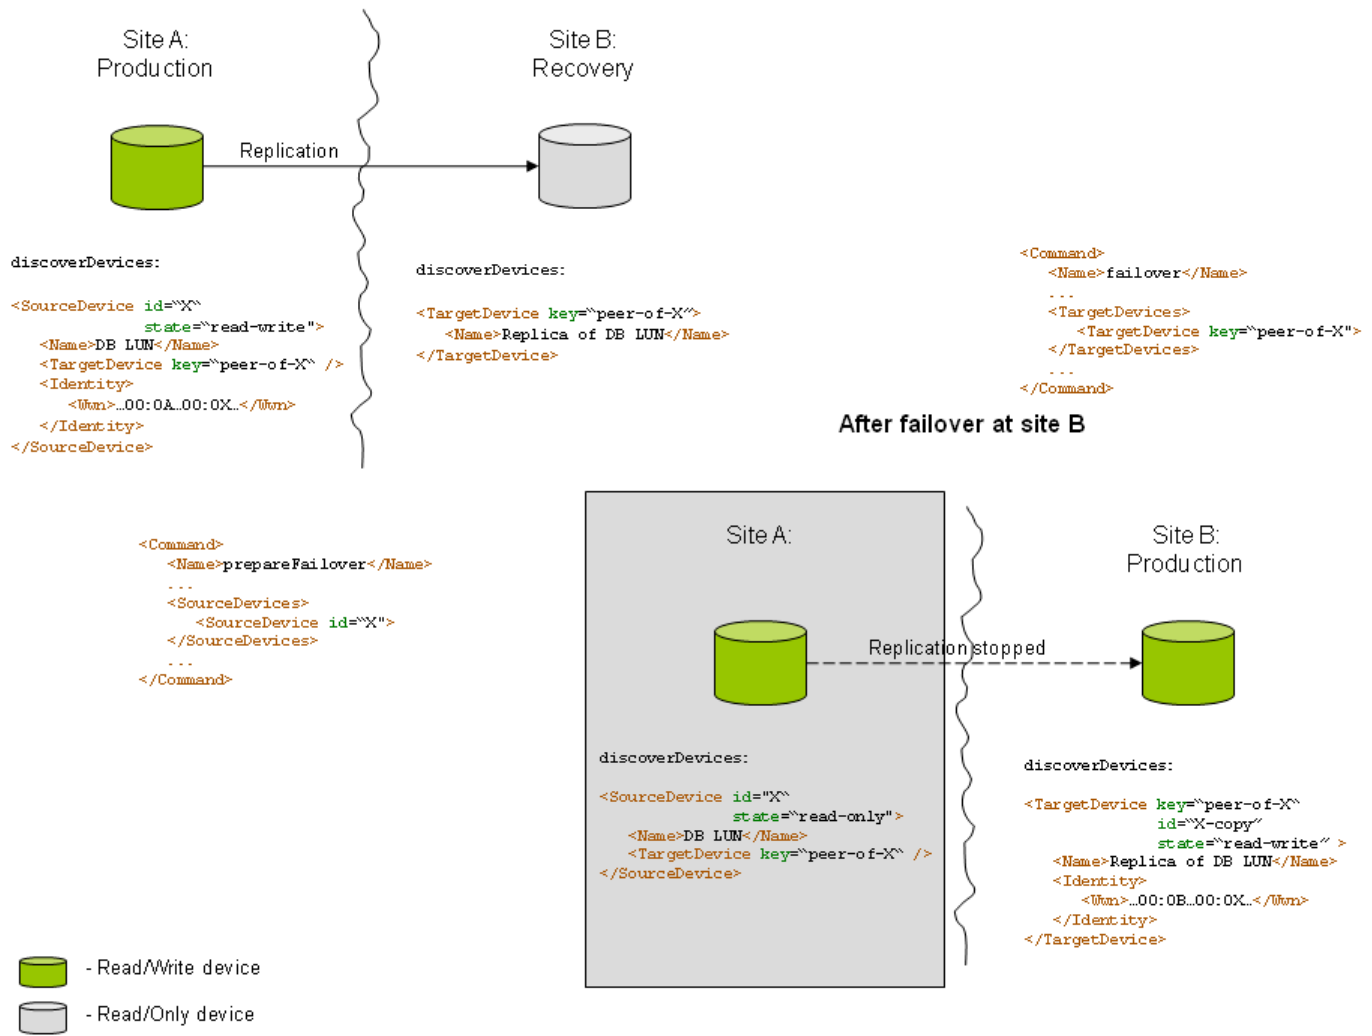 Site A:
Production
Site B:
Recovery
Replication
discoverDevices:
<SourceDevice id="X"
state="read-write">
<Name>DB LUN</Name>
<TargetDevice key="peer-of-X" />
<Identity>
<Wwn>…00:0A…00:0X…</Wwn>
</Identity>
</SourceDevice>
discoverDevices:
<TargetDevice key="peer-of-X">
<Name>Replica of DB LUN</Name>
</TargetDevice>
<Command>
<Name>failover</Name>
...
<TargetDevices>
<TargetDevice key="peer-of-X">
</TargetDevices>
...
</Command>
After failover at site B
<Command>
<Name>prepareFailover</Name>
...
<SourceDevices>
<SourceDevice id="X">
</SourceDevices>
...
</Command>
Site A:
Site B:
Production
Replication stopped
discoverDevices:
<SourceDevice id="X"
state="read-only">
<Name>DB LUN</Name>
<TargetDevice key="peer-of-X" />
</SourceDevice>
discoverDevices:
<TargetDevice key="peer-of-X"
id="X-copy"
state="read-write" >
<Name>Replica of DB LUN</Name>
<Identity>
<Wwn>…00:0B…00:0X…</Wwn>
</Identity>
</TargetDevice>
- Read/Write device
- Read/Only device